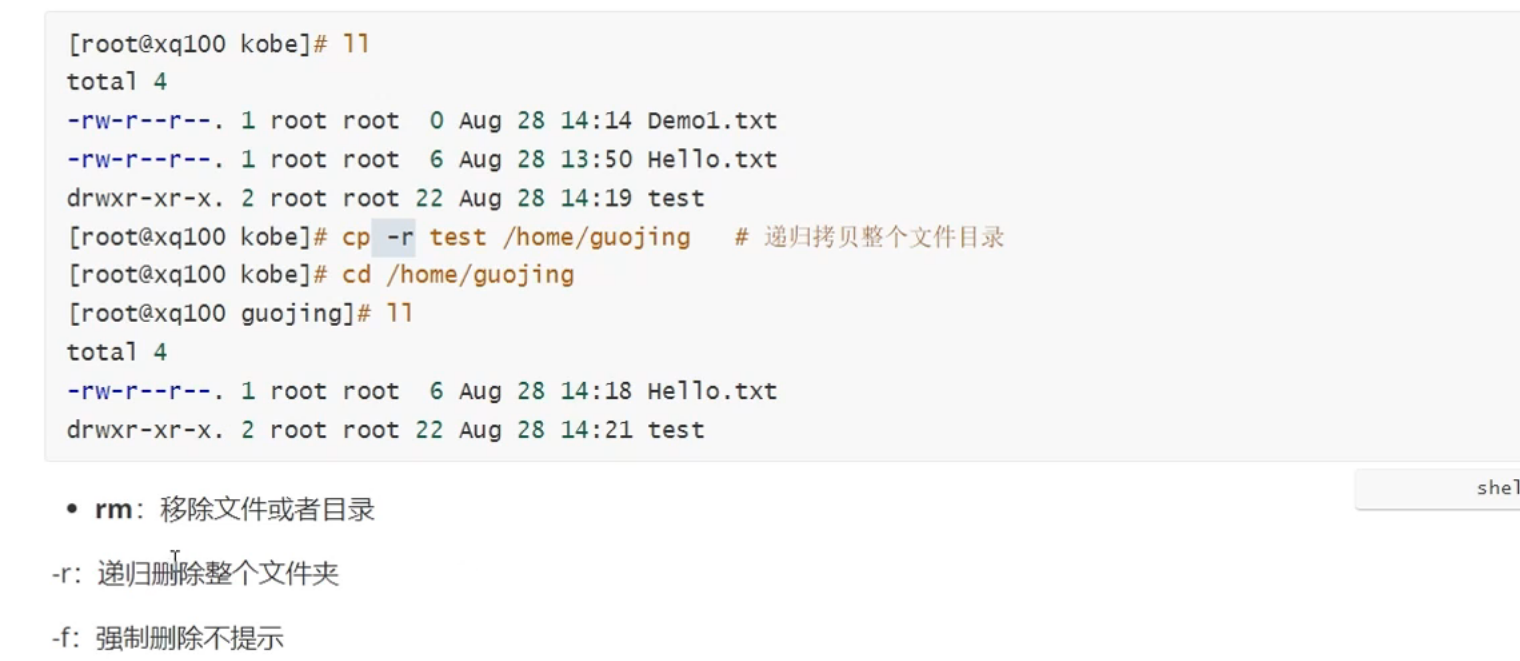 [root@xq100 kobe]# ll
total 4
-rw-r--r--. 1 root root  0 Aug 28 14:14 Demo1.txt
-rw-r--r--. 1 root root  6 Aug 28 13:50 Hello.txt
drwxr-xr-x. 2 root root 22 Aug 28 14:19 test
[root@xq100 kobe]# cp -r test /home/guojing   # 递归拷贝整个文件目录
[root@xq100 kobe]# cd /home/guojing
[root@xq100 guojing]# ll
total 4
-rw-r--r--. 1 root root  6 Aug 28 14:18 Hello.txt
drwxr-xr-x. 2 root root 22 Aug 28 14:21 test
shel
• rm：移除文件或者目录
-r：递归删除整个文件夹
-f：强制删除不提示